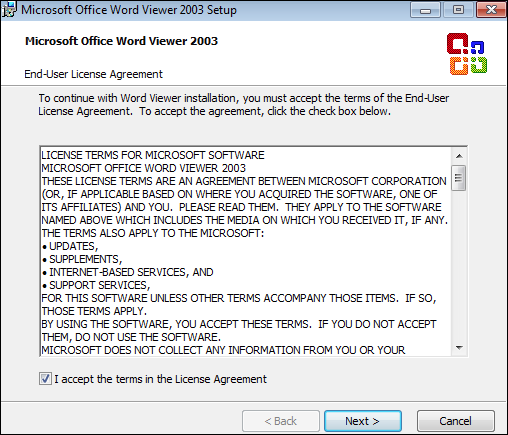 Microsoft Office Word Viewer 2003 Setup
Microsoft Office Word Viewer 2003
End-User License Agreement
To continue with Word Viewer installation, you must accept the terms of the End-User
License Agreement.  To accept the agreement, click the check box below.
LICENSE TERMS FOR MICROSOFT SOFTWARE
MICROSOFT OFFICE WORD VIEWER 2003
THESE LICENSE TERMS ARE AN AGREEMENT BETWEEN MICROSOFT CORPORATION
(OR, IF APPLICABLE BASED ON WHERE YOU ACQUIRED THE SOFTWARE, ONE OF
ITS AFFILIATES) AND YOU.  PLEASE READ THEM.  THEY APPLY TO THE SOFTWARE
NAMED ABOVE WHICH INCLUDES THE MEDIA ON WHICH YOU RECEIVED IT, IF ANY.
THE TERMS ALSO APPLY TO THE MICROSOFT:
• UPDATES,
• SUPPLEMENTS,
• INTERNET-BASED SERVICES, AND
• SUPPORT SERVICES,
FOR THIS SOFTWARE UNLESS OTHER TERMS ACCOMPANY THOSE ITEMS.  IF SO,
THOSE TERMS APPLY.
BY USING THE SOFTWARE, YOU ACCEPT THESE TERMS.  IF YOU DO NOT ACCEPT
THEM, DO NOT USE THE SOFTWARE.
MICROSOFT DOES NOT COLLECT ANY INFORMATION FROM YOU OR YOUR
I accept the terms in the License Agreement
< Back
Next >
Cancel